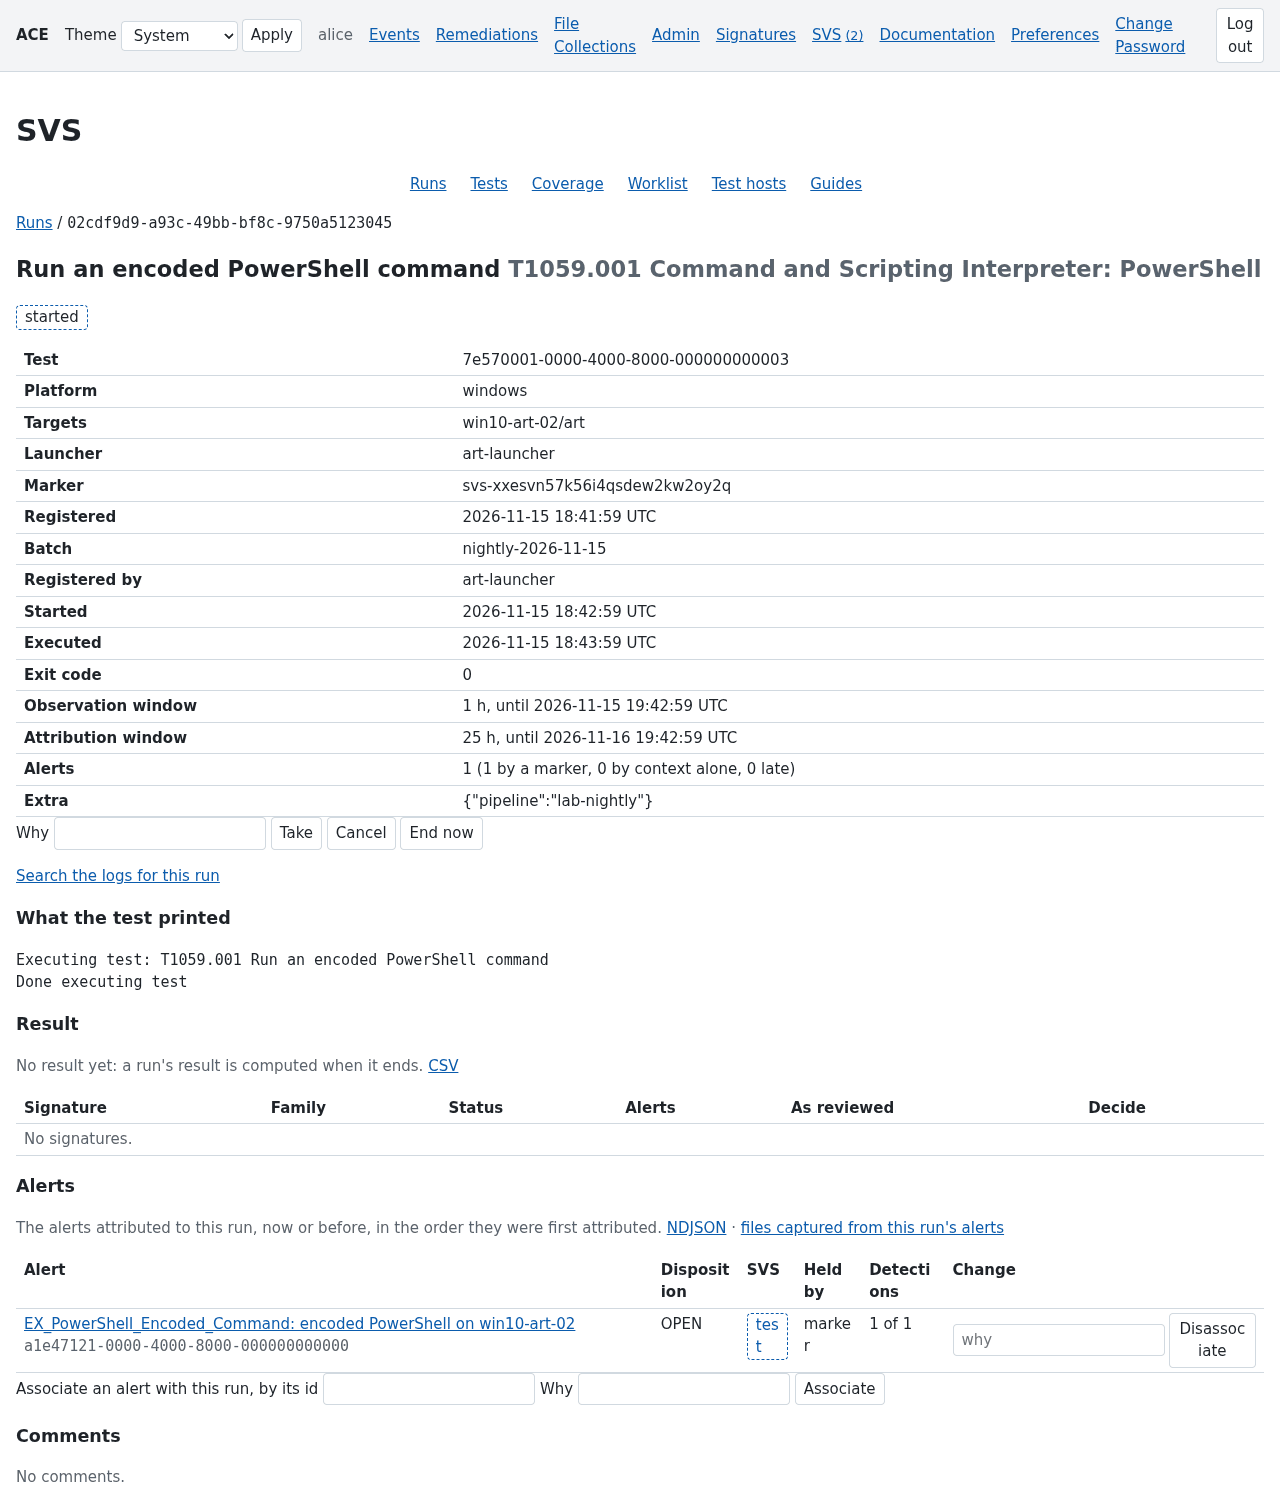 ACE Theme System Apply alice Events Remediations File Collections Admin Signatures SVS (2) Documentation Preferences Change Password Log out
SVS
Runs Tests Coverage Worklist Test hosts Guides
Runs / 02cdf9d9-a93c-49bb-bf8c-9750a5123045
Run an encoded PowerShell command T1059.001 Command and Scripting Interpreter: PowerShell
started
Test 7e570001-0000-4000-8000-000000000003
Platform windows
Targets win10-art-02/art
Launcher art-launcher
Marker svs-xxesvn57k56i4qsdew2kw2oy2q
Registered 2026-11-15 18:41:59 UTC
Batch nightly-2026-11-15
Registered by art-launcher
Started 2026-11-15 18:42:59 UTC
Executed 2026-11-15 18:43:59 UTC
Exit code 0
Observation window 1 h, until 2026-11-15 19:42:59 UTC
Attribution window 25 h, until 2026-11-16 19:42:59 UTC
Alerts 1 (1 by a marker, 0 by context alone, 0 late)
Extra {"pipeline":"lab-nightly"}
Why Take Cancel End now
Search the logs for this run
What the test printed
Executing test: T1059.001 Run an encoded PowerShell command
Done executing test
Result
No result yet: a run's result is computed when it ends. CSV
Signature Family Status Alerts As reviewed Decide
No signatures.
Alerts
The alerts attributed to this run, now or before, in the order they were first attributed. NDJSON · files captured from this run's alerts
Alert Disposit SVS Held Detecti Change
ion by ons
EX_PowerShell_Encoded_Command: encoded PowerShell on win10-art-02 OPEN tes marke 1 of 1 why Disassoc
a1e47121-0000-4000-8000-000000000000 t r iate
Associate an alert with this run, by its id Why Associate
Comments
No comments.